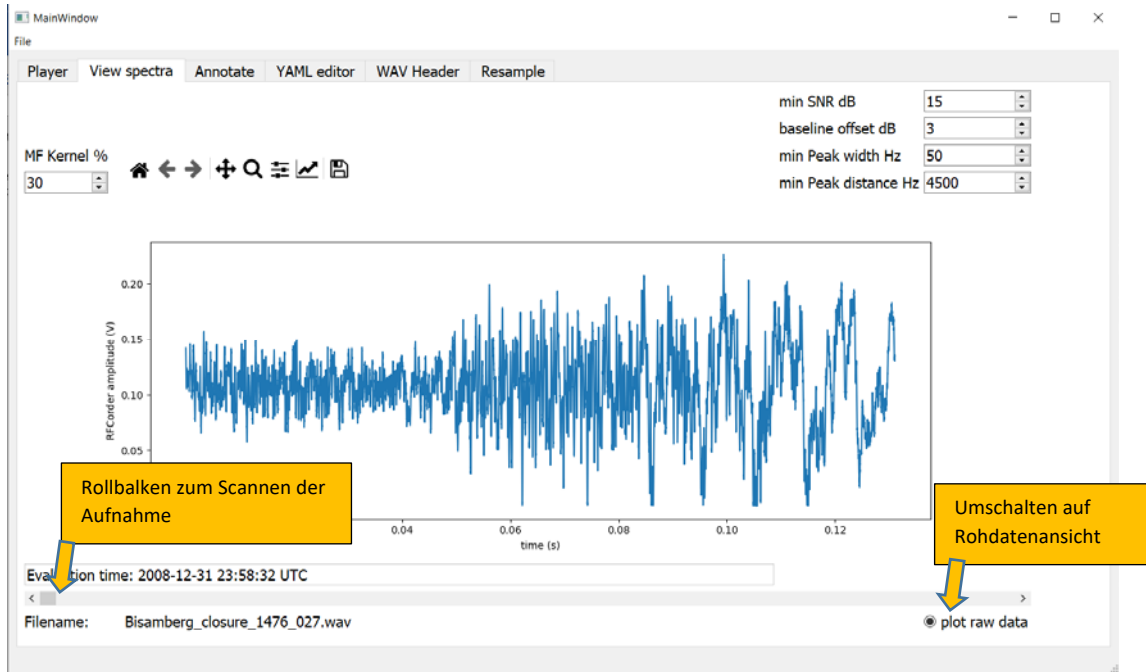 MainWindow
File
Player View spectra Annotate YAML editor WAV Header Resample
min SNR dB 15
baseline offset dB 3
MF Kernel % min Peak width Hz 50
30 min Peak distance Hz 4500
0.20
0.15
0.10
0.05
RFCorder amplitude (V)
Rollbalken zum Scannen der
Aufnahme
Umschalten auf
Rohdatenansicht
0.04 0.06 0.08 0.10 0.12
time (s)
time: 2008-12-31 23:58:32 UTC
Filename: Bisamberg_closure_1476_027.wav plot raw data